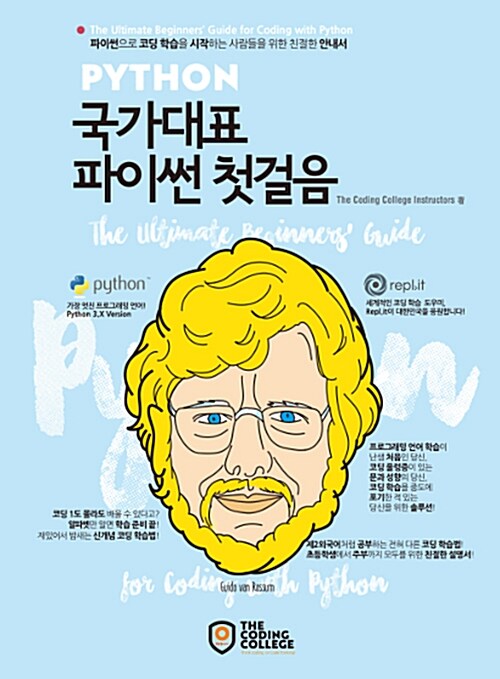 The Ultimate Beginners' Guide for Coding with Python
파이썬으로 코딩 학습을 시작하는 사람들을 위한 친절한 안내서
PYTHON
국가대표
파이썬 첫걸음
The Coding College Instructors 著
The Ultimate Beginners' Guide
python™
가장 멋진 프로그래밍 언어!
Python 3.X Version
repl.it
세계적인 코딩 학습 도우미,
Repl.it이 대한민국을 응원합니다!
Python
프로그래밍 언어 학습이
난생 처음인 당신,
코딩 울렁증이 있는
문과 성향의 당신,
코딩 학습을 중도에
포기한 적 있는
당신을 위한 솔루션!
코딩 1도 몰라도 배울 수 있다고?
알파벳만 알면 학습 준비 끝!
재밌어서 밤새는 신개념 코딩 학습법!
제2외국어처럼 공부하는 전혀 다른 코딩 학습법!
초등학생에서 주부까지 모두를 위한 친절한 설명서!
for Coding with Python
Guido van Rossum
THE
CODING
COLLEGE